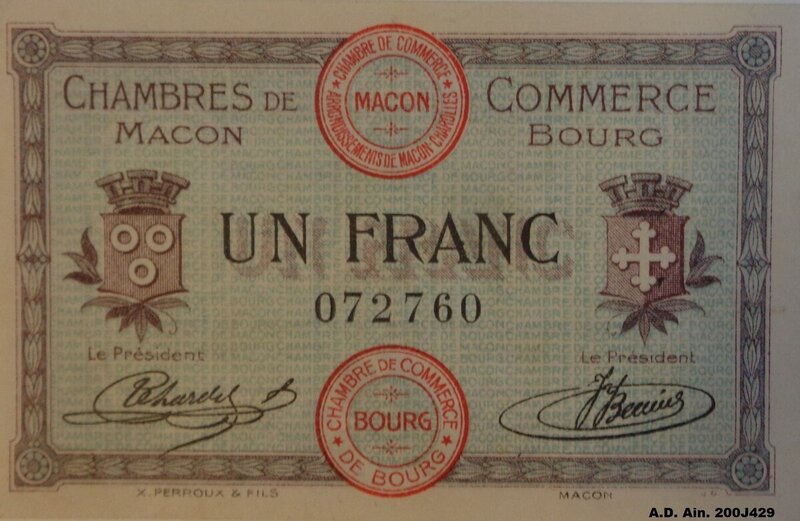 CHAMBRES DE COMMERCE
MACON BOURG
CHAMBRE DE COMMERCE
MACON
ARRONDISSEMENTS DE MACON-CHAROLLES
UN FRANC
072760
Le Président
Le Président
CHAMBRE DE COMMERCE
BOURG
DE BOURG
X. PERROUX & FILS
MACON
A.D. Ain. 200J429